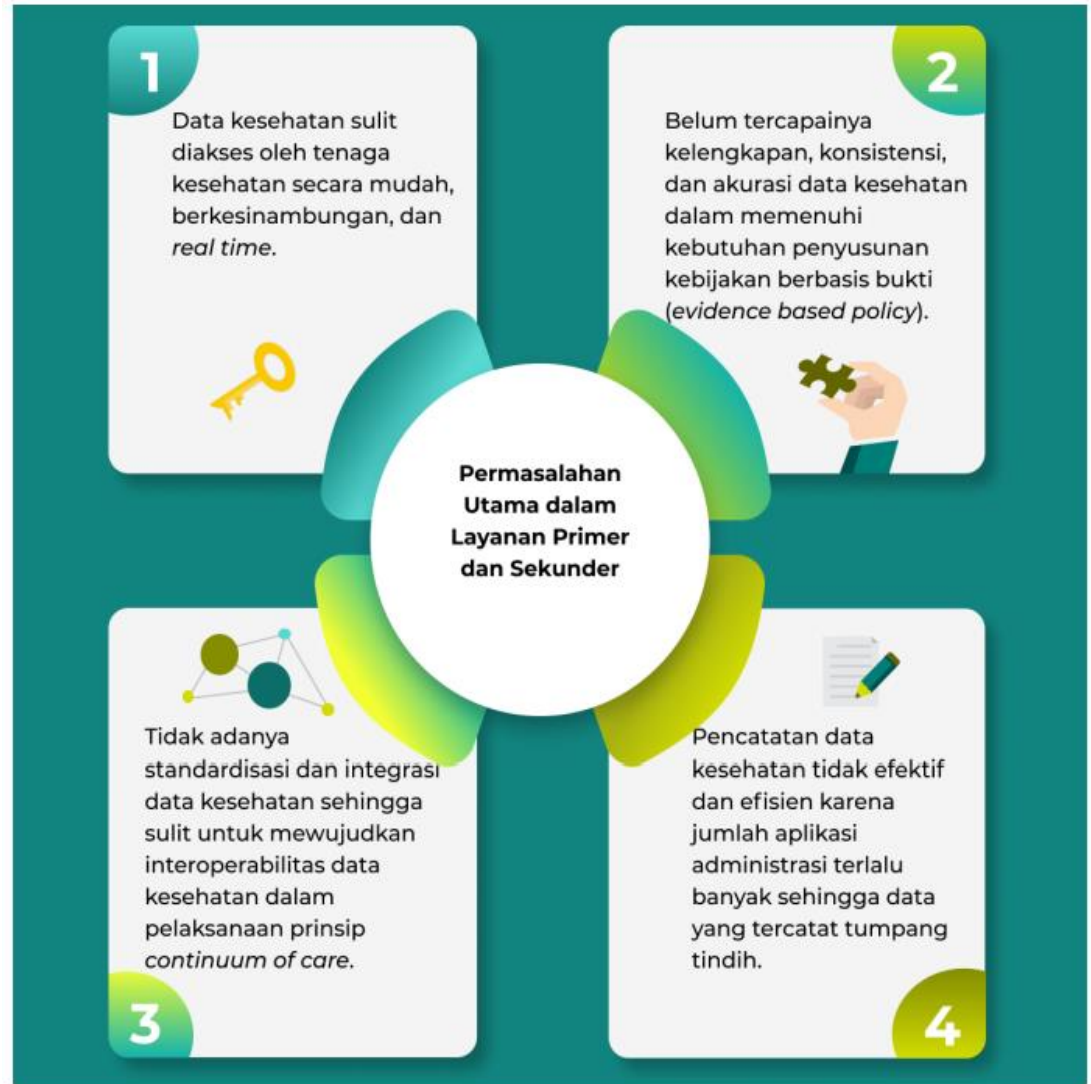 1
Data kesehatan sulit
diakses oleh tenaga
kesehatan secara mudah,
berkesinambungan, dan
real time.
2
Belum tercapainya
kelengkapan, konsistensi,
dan akurasi data kesehatan
dalam memenuhi
kebutuhan penyusunan
kebijakan berbasis bukti
(evidence based policy).
Permasalahan
Utama dalam
Layanan Primer
dan Sekunder
Tidak adanya
standardisasi dan integrasi
data kesehatan sehingga
sulit untuk mewujudkan
interoperabilitas data
kesehatan dalam
pelaksanaan prinsip
continuum of care.
3
Pencatatan data
kesehatan tidak efektif
dan efisien karena
jumlah aplikasi
administrasi terlalu
banyak sehingga data
yang tercatat tumpang
tindih.
4